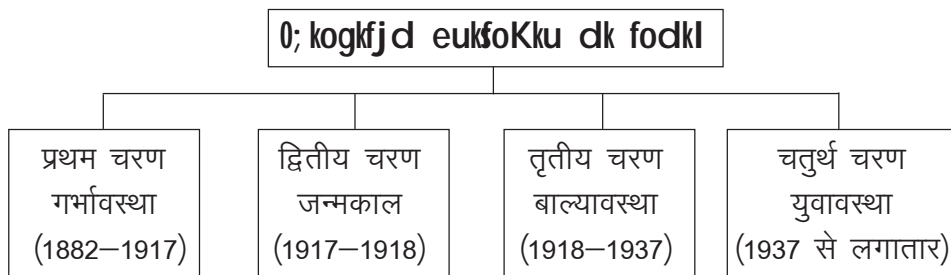 0; kogkfjd euksfoKku dk fodkl
प्रथम चरण
गर्भावस्था
(1882–1917)
द्वितीय चरण
जन्मकाल
(1917–1918)
तृतीय चरण
बाल्यावस्था
(1918–1937)
चतुर्थ चरण
युवावस्था
(1937 से लगातार)